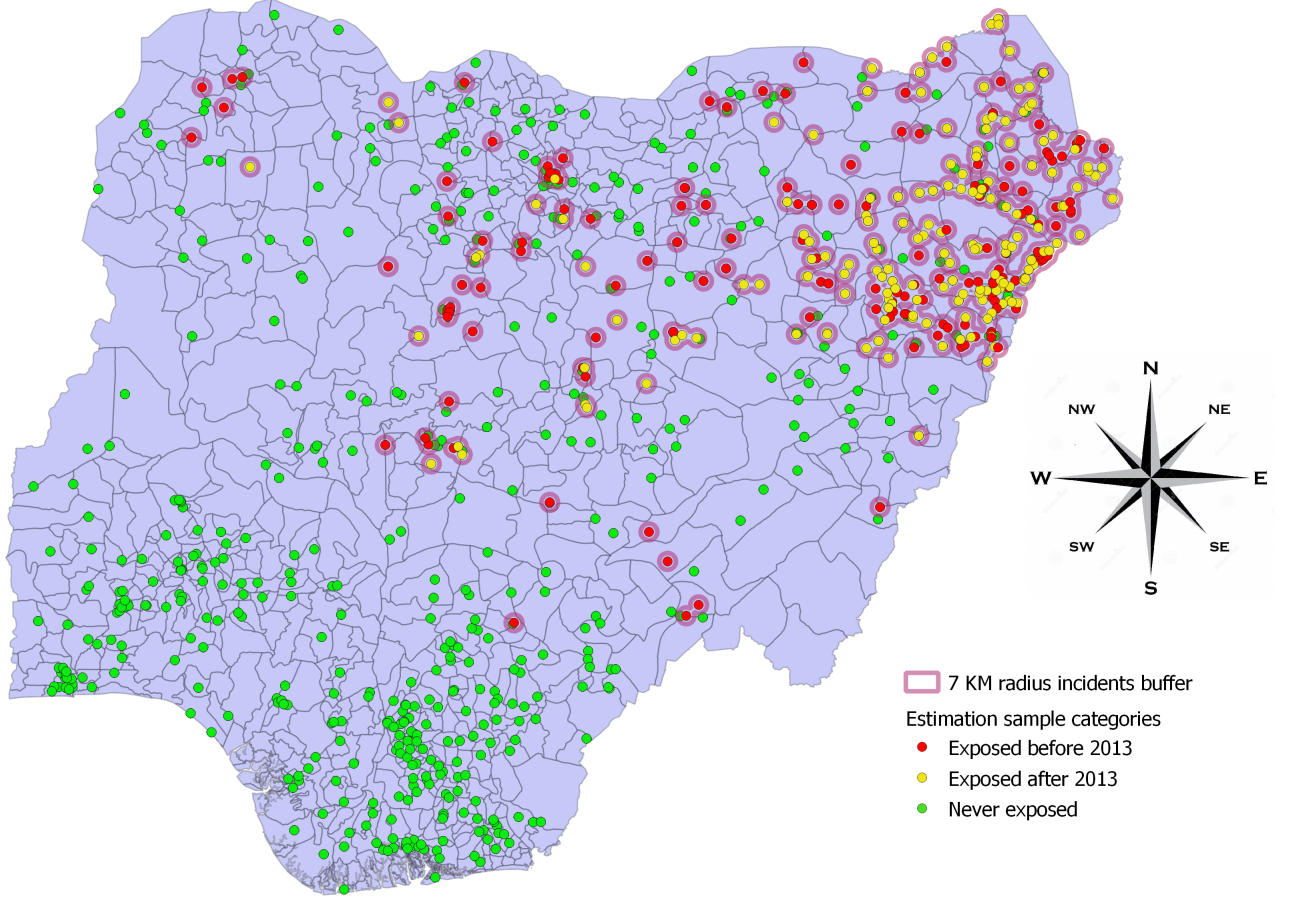 N
NW
NE
W
E
SW
SE
S
7 KM radius incidents buffer
Estimation sample categories
Exposed before 2013
Exposed after 2013
Never exposed